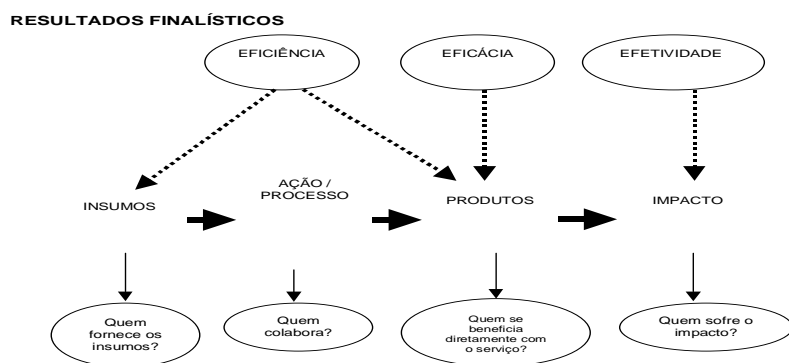 RESULTADOS FINALÍSTICOS
EFICIÊNCIA
EFICÁCIA
EFETIVIDADE
INSUMOS
AÇÃO /
PROCESSO
PRODUTOS
IMPACTO
Quem
fornece os
insumos?
Quem
colabora?
Quem se
beneficia
diretamente com
o serviço?
Quem sofre o
impacto?